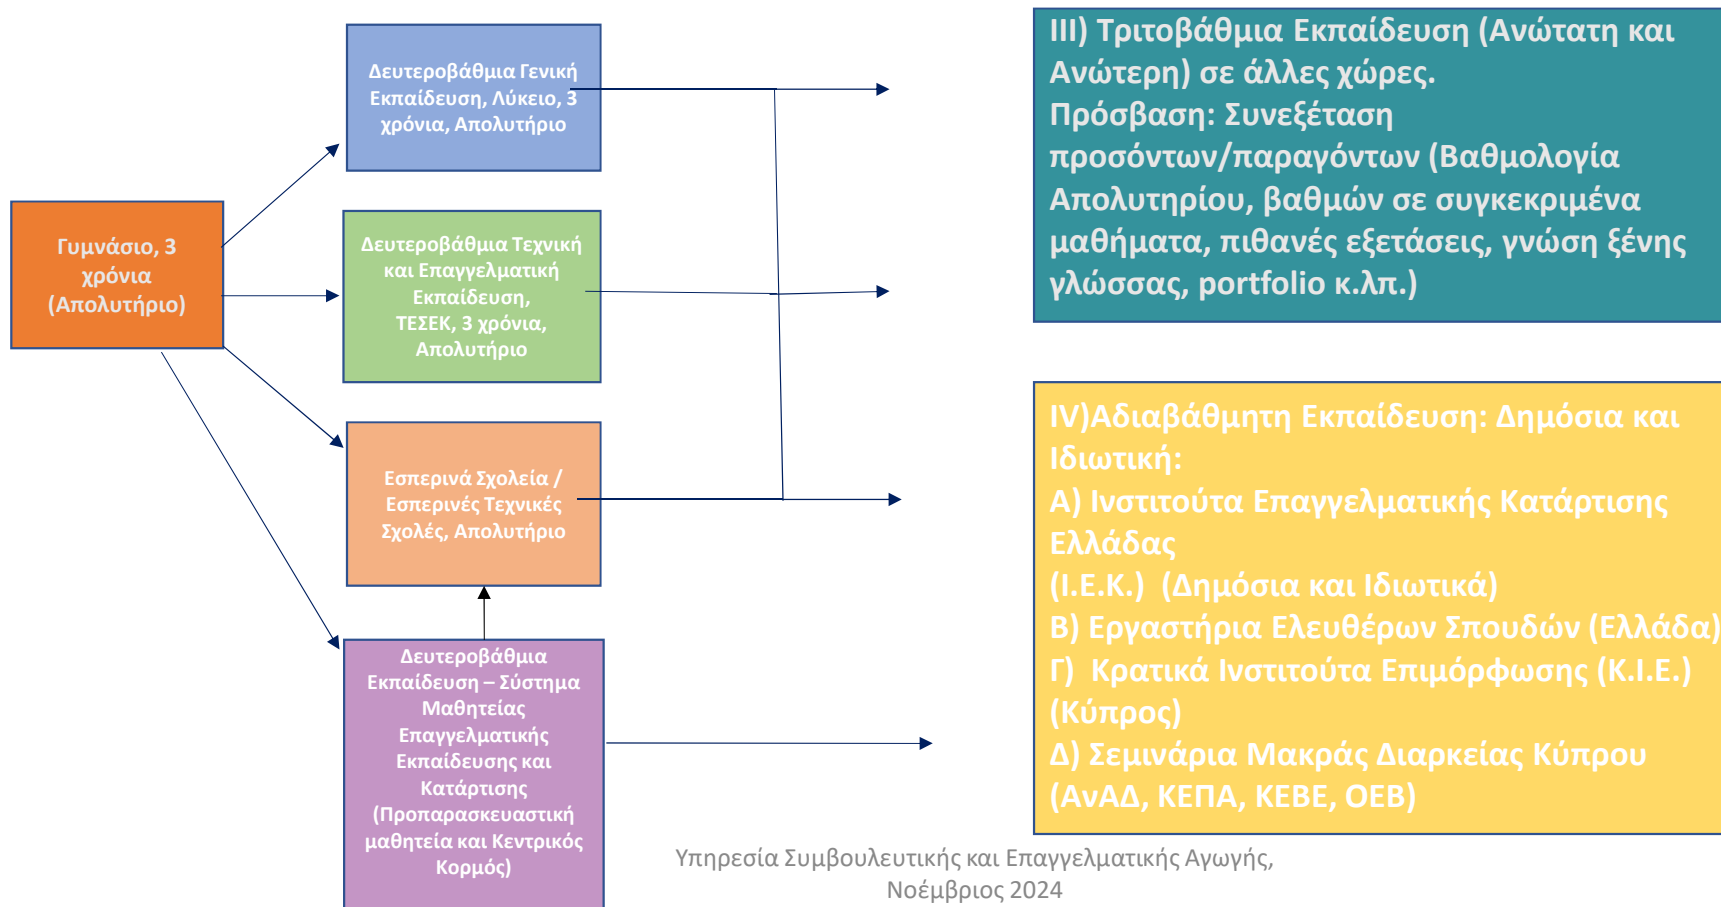 Γυμνάσιο, 3
χρόνια
(Απολυτήριο)
Δευτεροβάθμια Γενική
Εκπαίδευση, Λύκειο, 3
χρόνια, Απολυτήριο
Δευτεροβάθμια Τεχνική
και Επαγγελματική
Εκπαίδευση,
ΤΕΣΕΚ, 3 χρόνια,
Απολυτήριο
Εσπερινά Σχολεία /
Εσπερινές Τεχνικές
Σχολές, Απολυτήριο
Δευτεροβάθμια
Εκπαίδευση – Σύστημα
Μαθητείας
Επαγγελματικής
Εκπαίδευσης και
Κατάρτισης
(Προπαρασκευαστική
μαθητεία και Κεντρικός
Κορμός)
III) Τριτοβάθμια Εκπαίδευση (Ανώτατη και
Ανώτερη) σε άλλες χώρες.
Πρόσβαση: Συνεξέταση
προσόντων/παραγόντων (Βαθμολογία
Απολυτηρίου, βαθμών σε συγκεκριμένα
μαθήματα, πιθανές εξετάσεις, γνώση ξένης
γλώσσας, portfolio κ.λπ.)
IV)Αδιαβάθμητη Εκπαίδευση: Δημόσια και
Ιδιωτική:
Α) Ινστιτούτα Επαγγελματικής Κατάρτισης
Ελλάδας
(Ι.Ε.Κ.) (Δημόσια και Ιδιωτικά)
Β) Εργαστήρια Ελευθέρων Σπουδών (Ελλάδα)
Γ) Κρατικά Ινστιτούτα Επιμόρφωσης (Κ.Ι.Ε.)
(Κύπρος)
Δ) Σεμινάρια Μακράς Διαρκείας Κύπρου
(ΑνΑΔ, ΚΕΠΑ, ΚΕΒΕ, ΟΕΒ)
Υπηρεσία Συμβουλευτικής και Επαγγελματικής Αγωγής,
Νοέμβριος 2024